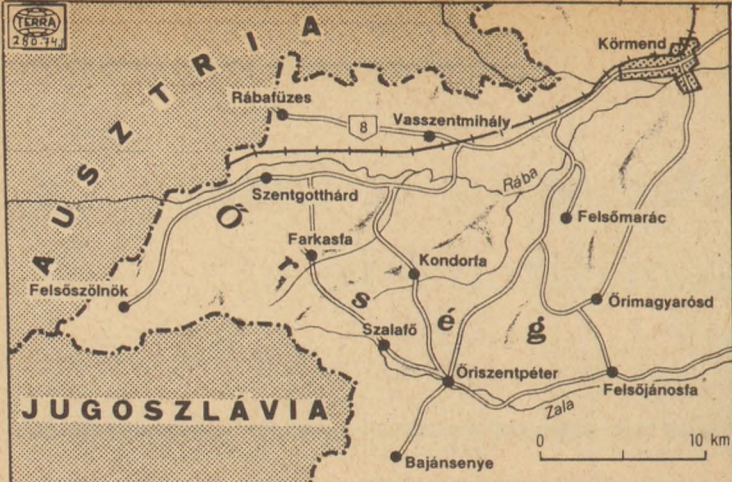 TERRA
280-74.
AUSZTRIA
Körmend
Rábafüzes
8
Vasszentmihály
Rába
Szentgotthárd
Őrség
Felsőmarác
Farkasfa
Kondorfa
Felsőszölnök
Őrimagyarósd
Szalafő
Őriszentpéter
Felsőjánosfa
JUGOSZLÁVIA
Zala
0 10 km
Bajánsenye